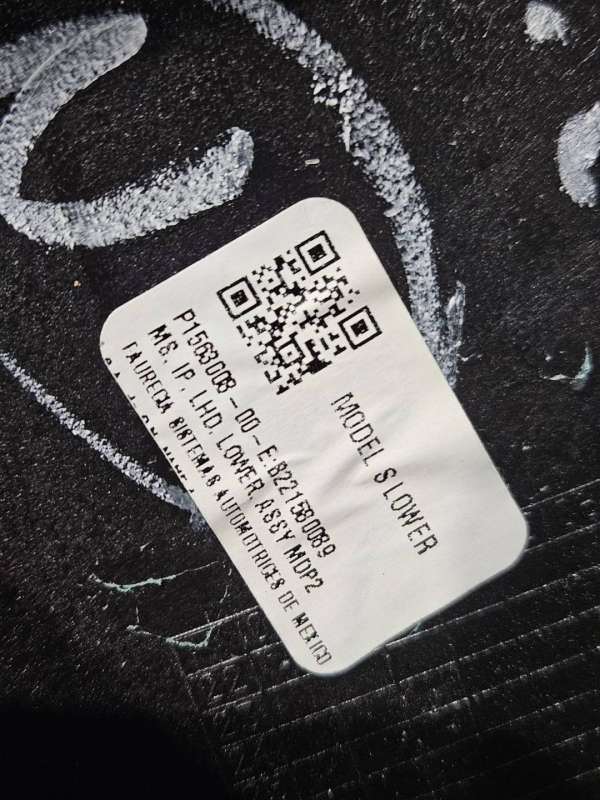 MODEL S LOWER
P1563008-00-E:B221580089
MS, IP, LHD, LOWER, ASSY MDP2
FAURECIA SISTEMAS AUTOMOTRICES DE MEXICO